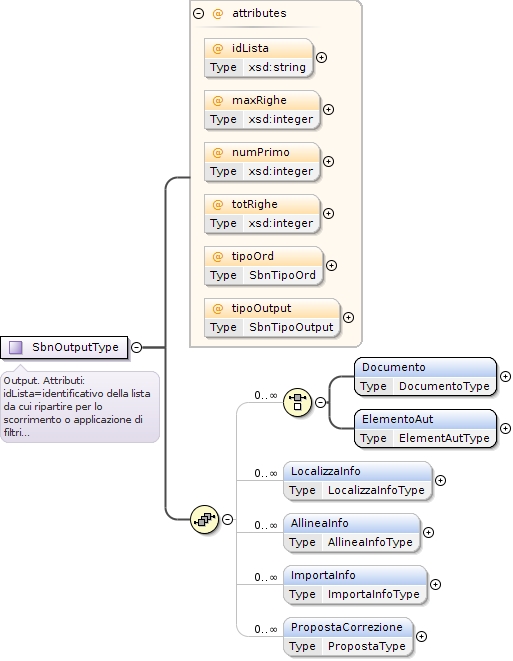 @ attributes
@ idLista
Type xsd:string
@ maxRighe
Type xsd:integer
@ numPrimo
Type xsd:integer
@ totRighe
Type xsd:integer
@ tipoOrd
Type SbnTipoOrd
@ tipoOutput
Type SbnTipoOutput
SbnOutputType
Output. Attributi:
idLista=identificativo della lista
da cui ripartire per lo
scorrimento o applicazione di
filtri...
0..∞
Documento
Type DocumentoType
ElementoAut
Type ElementAutType
0..∞
LocalizzaInfo
Type LocalizzaInfoType
0..∞
AllineaInfo
Type AllineaInfoType
0..∞
ImportaInfo
Type ImportaInfoType
0..∞
PropostaCorrezione
Type PropostaType